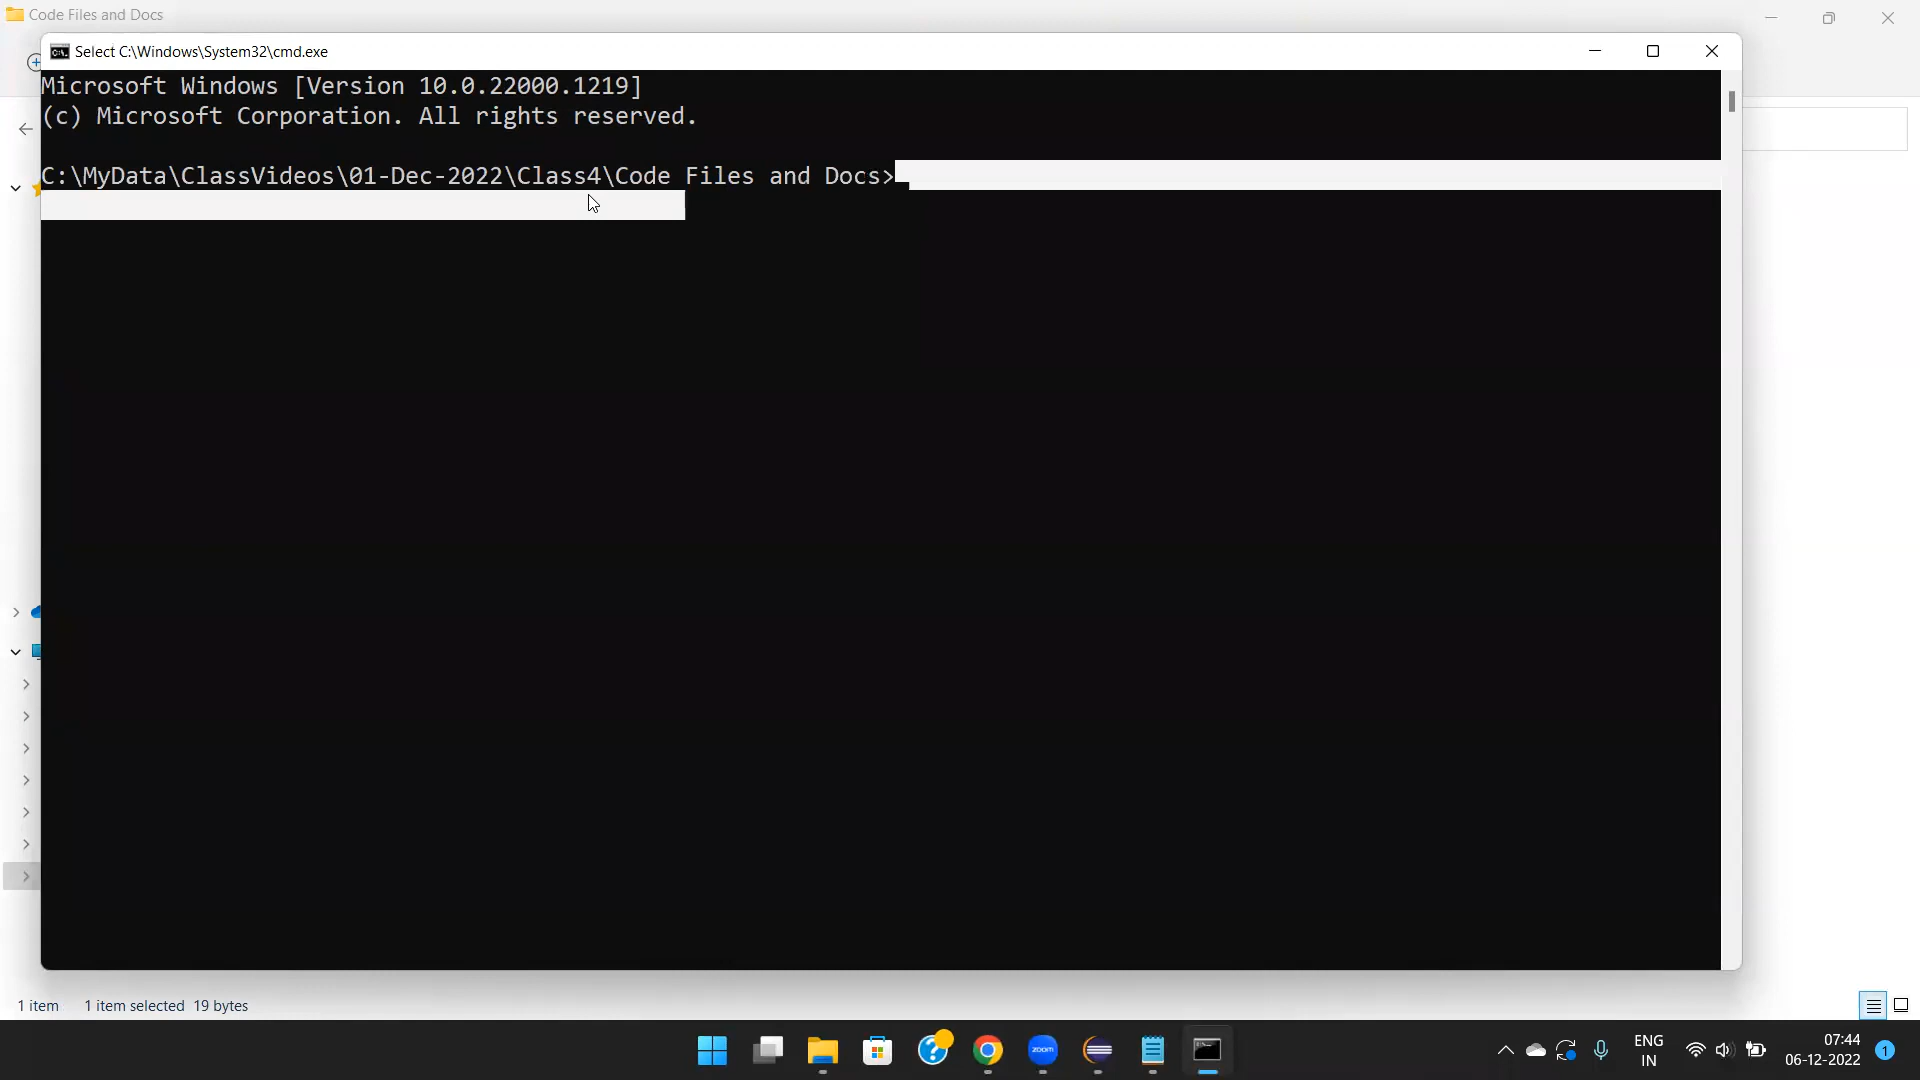 Code Files and Docs
Select C:\Windows\System32\cmd.exe
Microsoft Windows [Version 10.0.22000.1219]
(c) Microsoft Corporation. All rights reserved.
C:\MyData\ClassVideos\01-Dec-2022\Class4\Code Files and Docs>
1 item 1 item selected 19 bytes
zoom
ENG
IN
07:44
06-12-2022
1